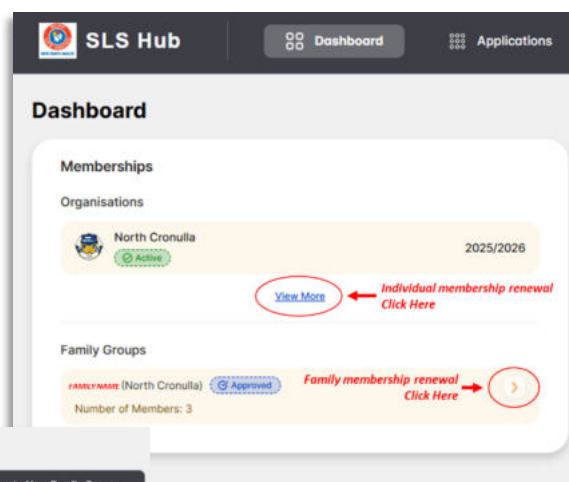 SLS Hub
Dashboard
Applications
Dashboard
Memberships
Organisations
North Cronulla
Active
2025/2026
View More
Individual membership renewal
Click Here
Family Groups
FAMILY NAME (North Cronulla)
Approved
Family membership renewal
Click Here
Number of Members: 3